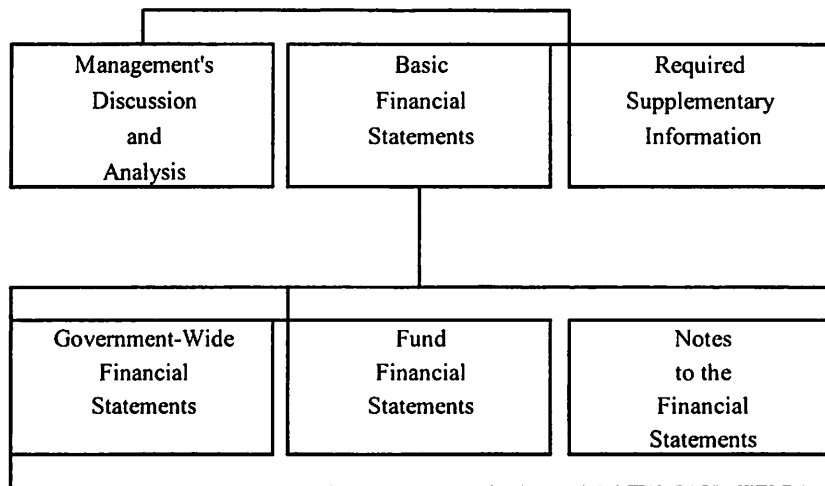 Management's
Discussion
and
Analysis
Basic
Financial
Statements
Required
Supplementary
Information
Government-Wide
Financial
Statements
Fund
Financial
Statements
Notes
to the
Financial
Statements